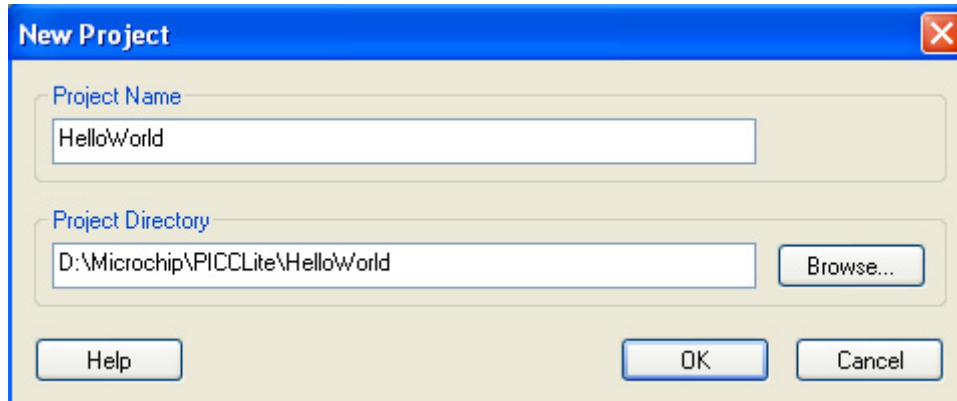 New Project
Project Name
HelloWorld
Project Directory
D:\Microchip\PICCLite\HelloWorld
Browse...
Help
OK
Cancel